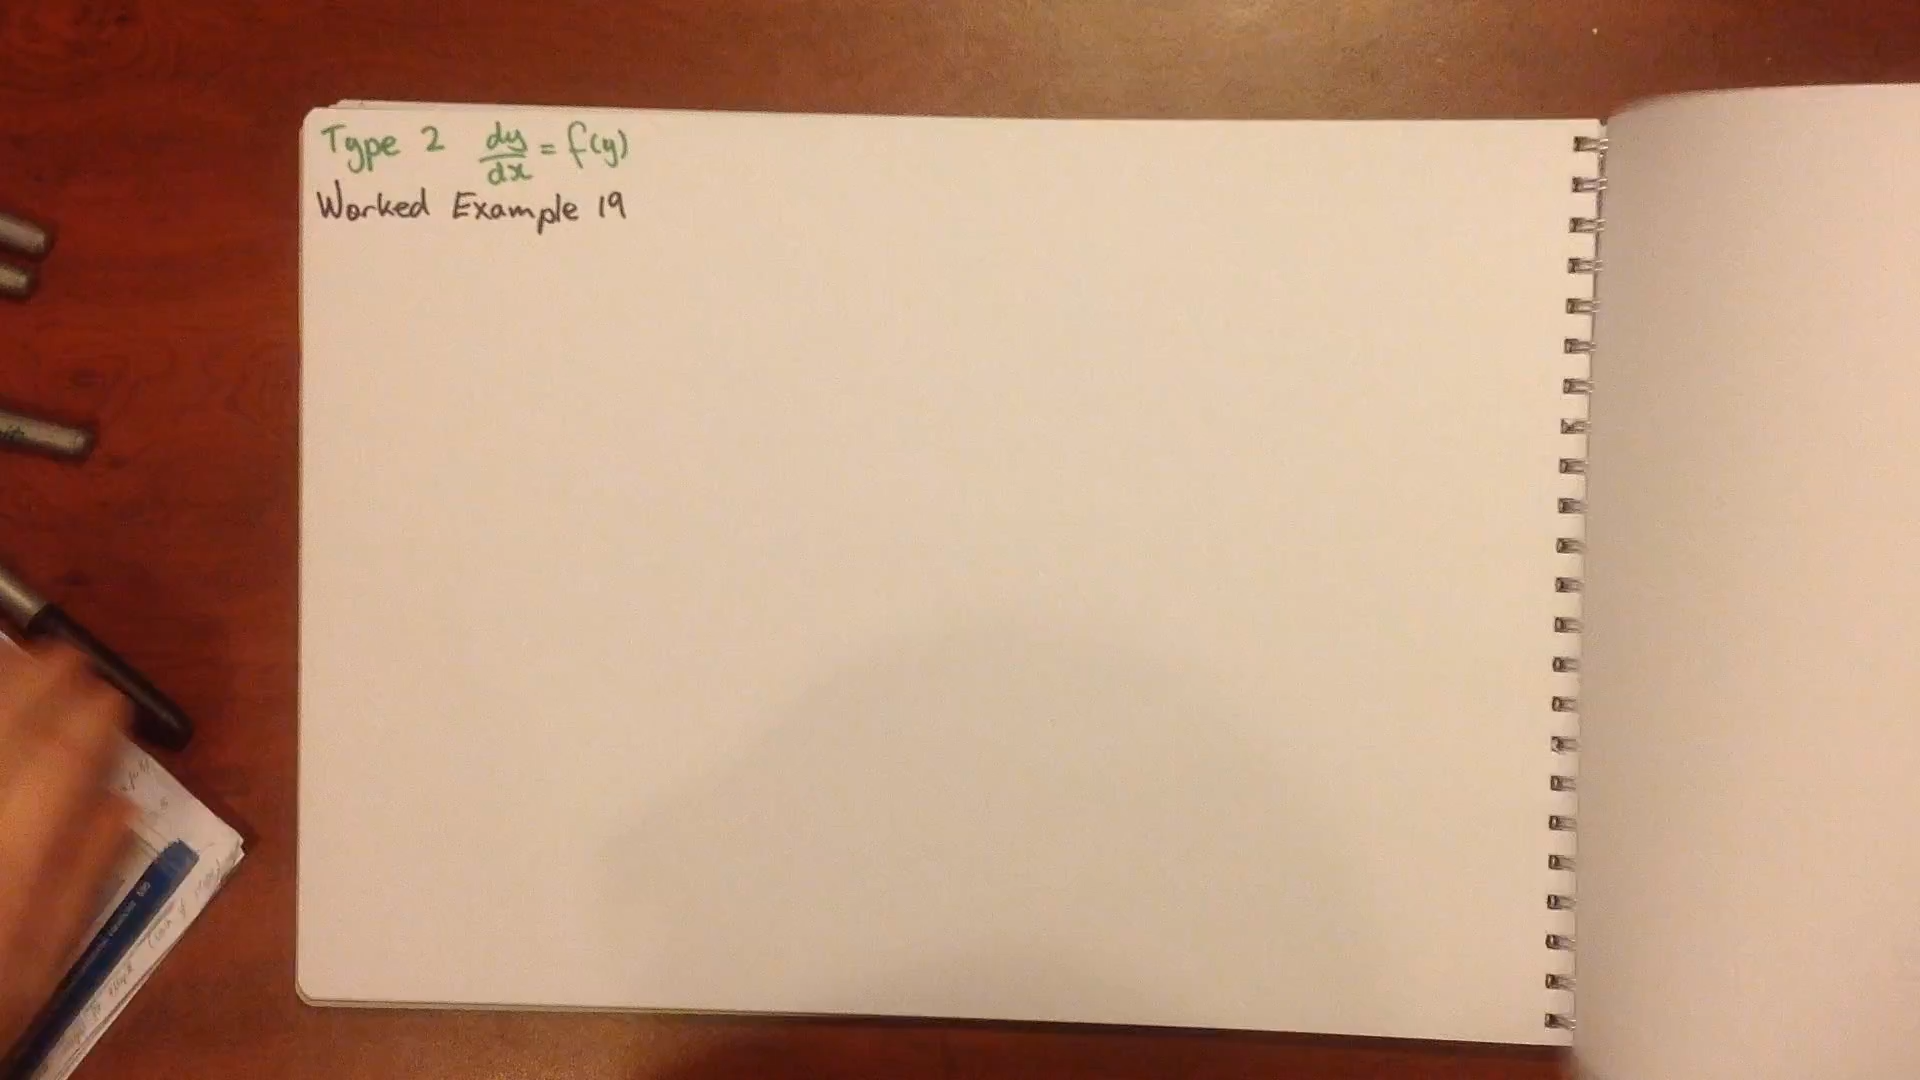 Type 2 dy/dx = f(y)
Worked Example 19